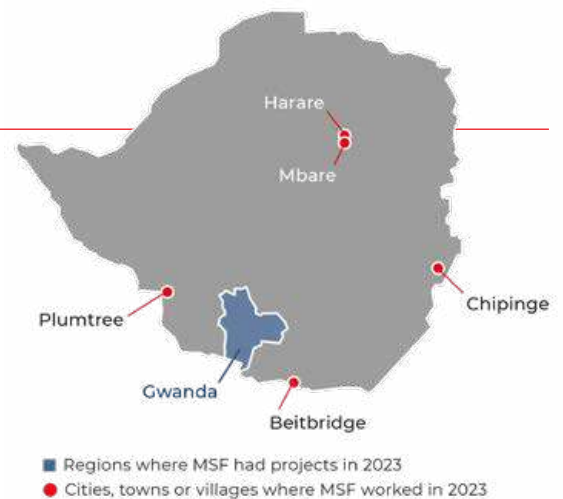 Harare
Mbare
Chipinge
Plumtree
Gwanda
Beitbridge
Regions where MSF had projects in 2023
Cities, towns or villages where MSF worked in 2023